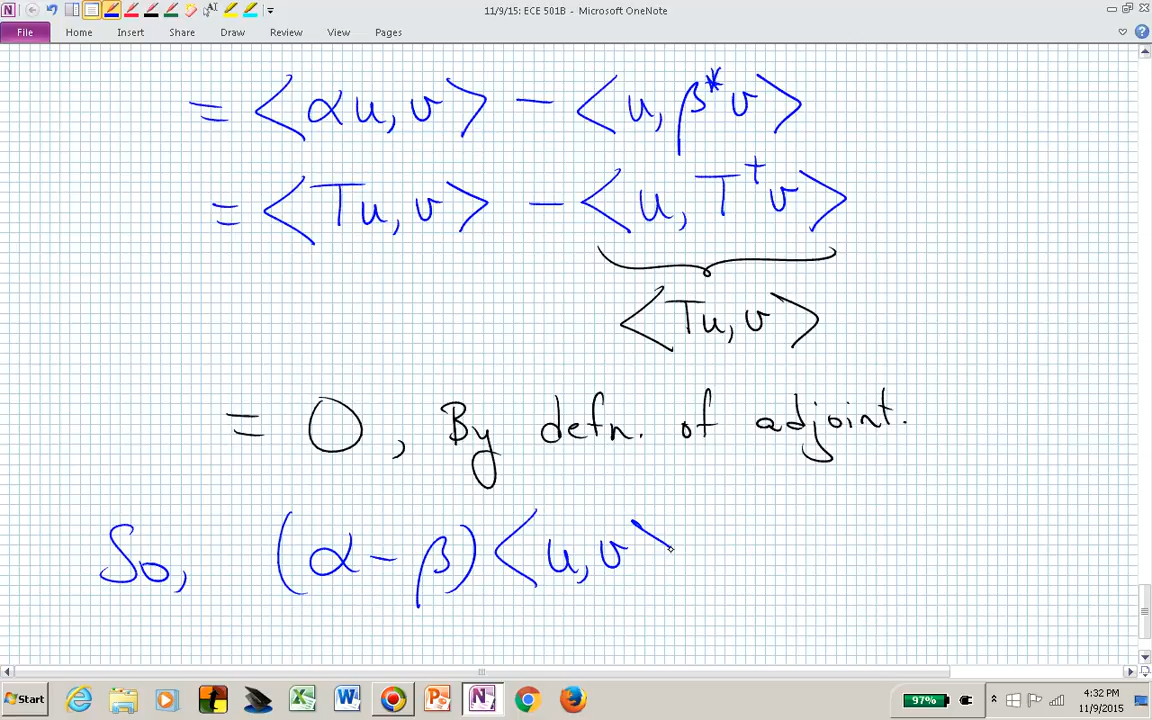 11/9/15: ECE 501B - Microsoft OneNote
File Home Insert Share Draw Review View Pages
= <αu, v> - <u, β*v>
= <Tu, v> - <u, T†v>
<Tu, v>
= 0, By defn. of adjoint.
So, (α - β) <u, v>
Start
97%
4:32 PM
11/9/2015